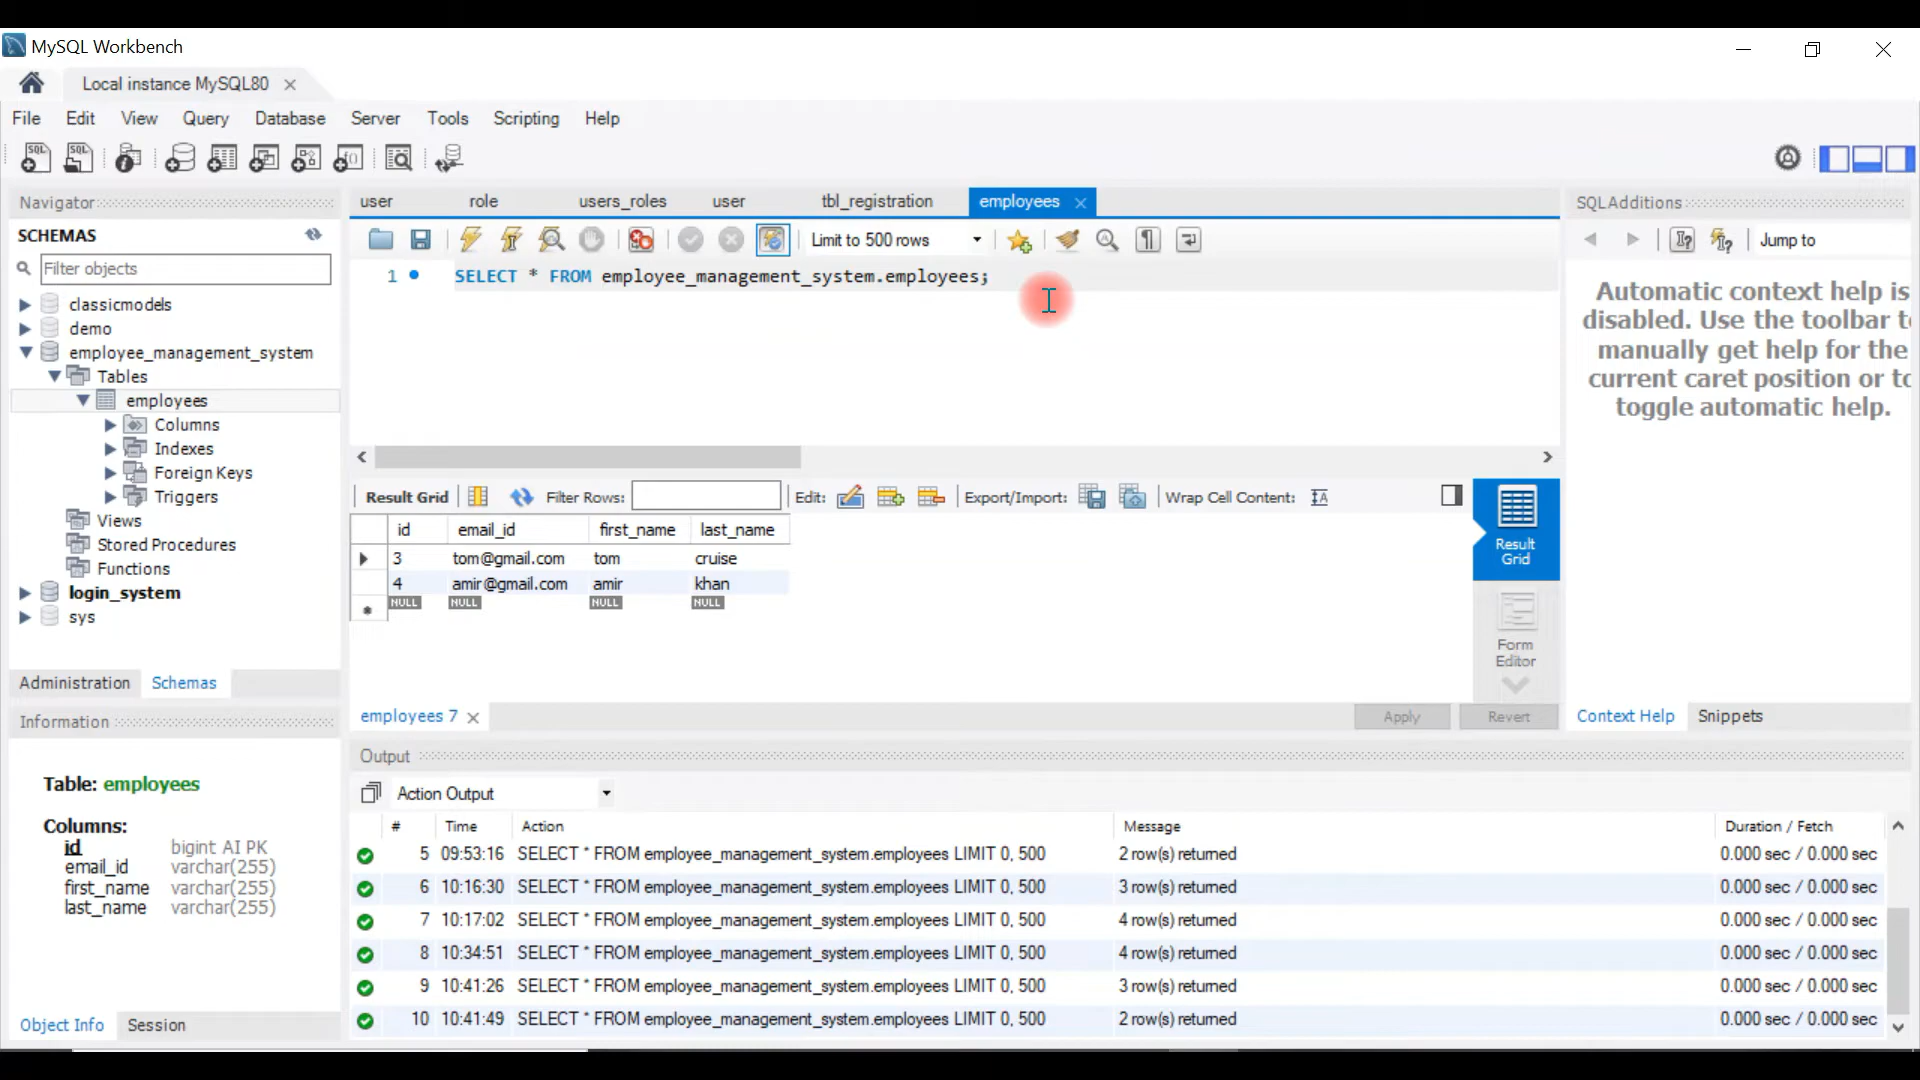 MySQL Workbench
Local instance MySQL80
File Edit View Query Database Server Tools Scripting Help
Navigator
SCHEMAS
Filter objects
classicmodels
demo
employee_management_system
Tables
employees
Columns
Indexes
Foreign Keys
Triggers
Views
Stored Procedures
Functions
login_system
sys
Administration Schemas
Information
Table: employees
Columns:
id bigint AI PK
email_id varchar(255)
first_name varchar(255)
last_name varchar(255)
Object Info Session
user role users_roles user tbl_registration employees
Limit to 500 rows
1 SELECT * FROM employee_management_system.employees;
Result Grid Filter Rows: Edit: Export/Import: Wrap Cell Content:
id email_id first_name last_name
3 tom@gmail.com tom cruise
4 amir@gmail.com amir khan
NULL NULL NULL NULL
Result
Grid
Form
Editor
employees 7 Apply Revert
SQLAdditions
Jump to
Automatic context help is
disabled. Use the toolbar to
manually get help for the
current caret position or to
toggle automatic help.
Context Help Snippets
Output
Action Output
# Time Action Message Duration / Fetch
5 09:53:16 SELECT * FROM employee_management_system.employees LIMIT 0, 500 2 row(s) returned 0.000 sec / 0.000 sec
6 10:16:30 SELECT * FROM employee_management_system.employees LIMIT 0, 500 3 row(s) returned 0.000 sec / 0.000 sec
7 10:17:02 SELECT * FROM employee_management_system.employees LIMIT 0, 500 4 row(s) returned 0.000 sec / 0.000 sec
8 10:34:51 SELECT * FROM employee_management_system.employees LIMIT 0, 500 4 row(s) returned 0.000 sec / 0.000 sec
9 10:41:26 SELECT * FROM employee_management_system.employees LIMIT 0, 500 3 row(s) returned 0.000 sec / 0.000 sec
10 10:41:49 SELECT * FROM employee_management_system.employees LIMIT 0, 500 2 row(s) returned 0.000 sec / 0.000 sec